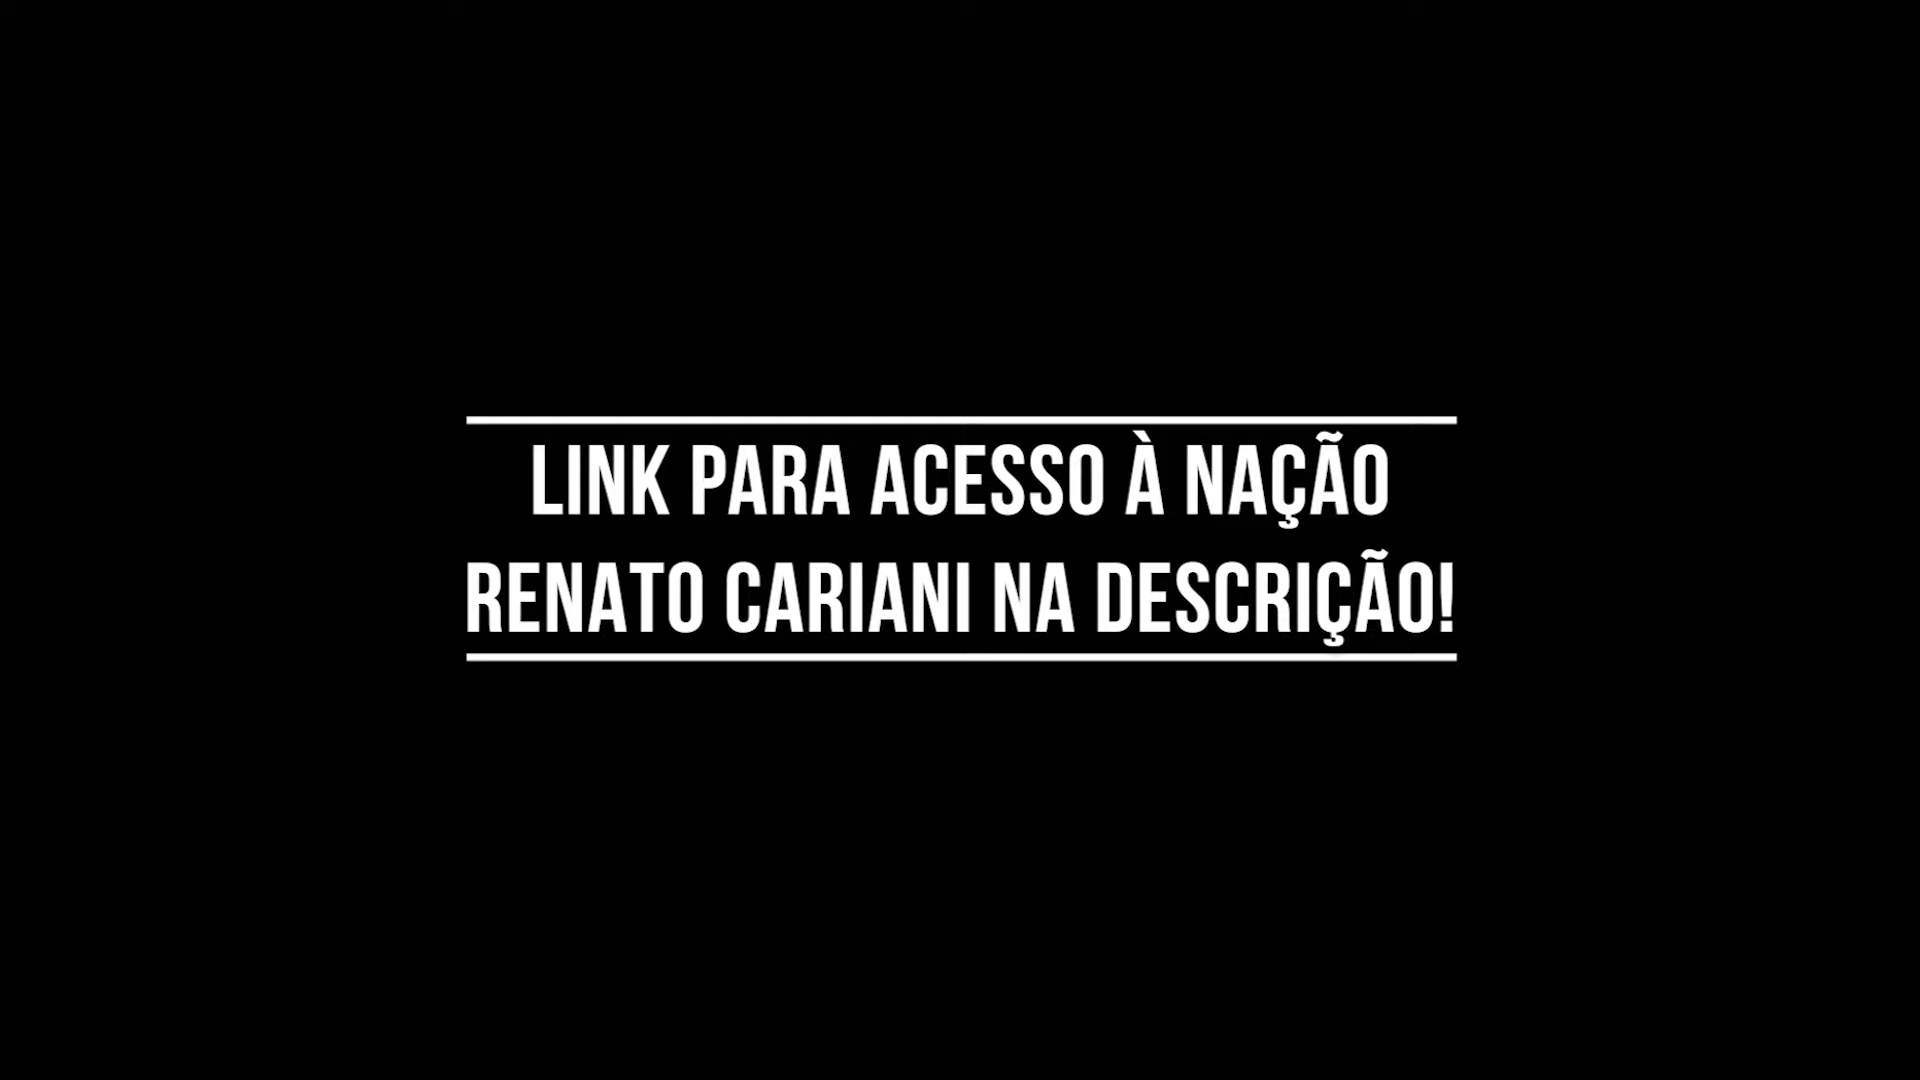 LINK PARA ACESSO À NAÇÃO
RENATO CARIANI NA DESCRIÇÃO!